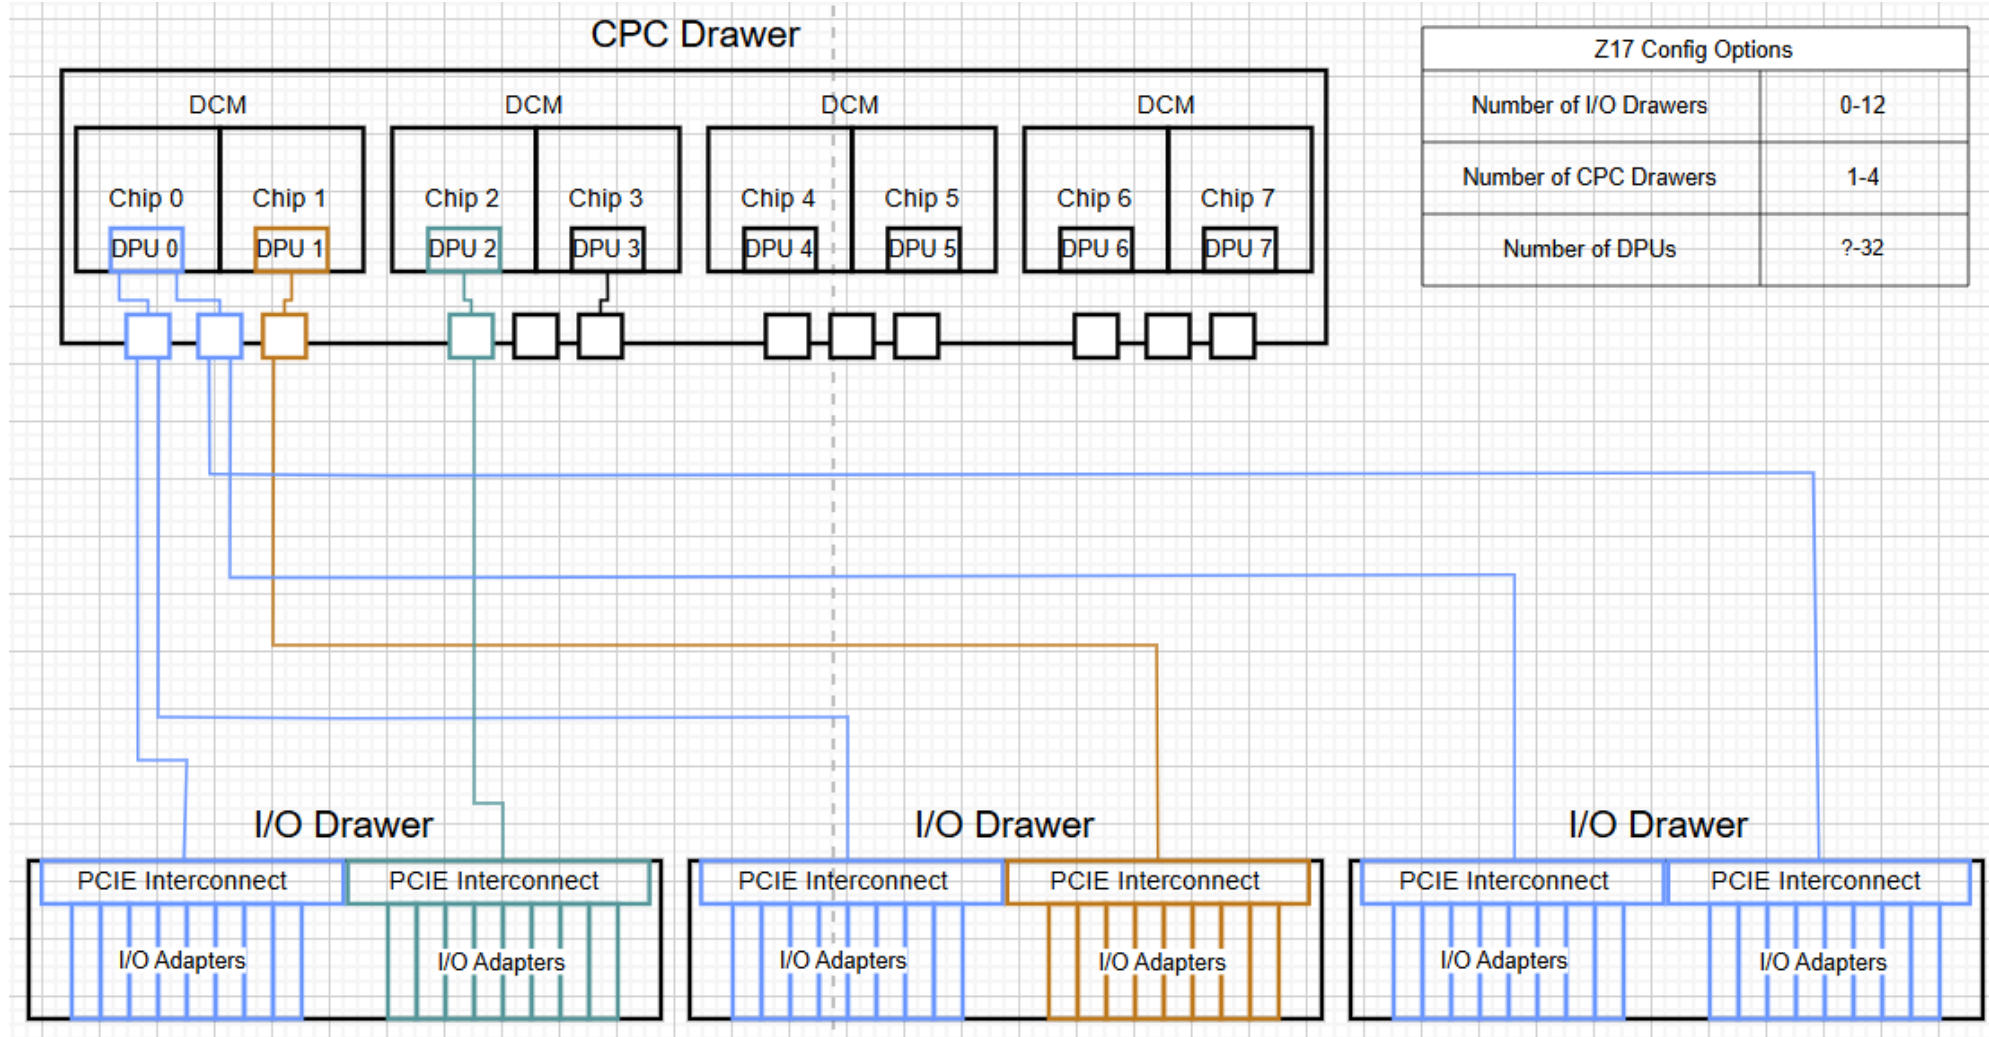 CPC Drawer
DCM
DCM
DCM
DCM
Chip 0
Chip 1
Chip 2
Chip 3
Chip 4
Chip 5
Chip 6
Chip 7
DPU 0
DPU 1
DPU 2
DPU 3
DPU 4
DPU 5
DPU 6
DPU 7
Z17 Config Options
Number of I/O Drawers 0-12
Number of CPC Drawers 1-4
Number of DPUs ?-32
I/O Drawer
PCIE Interconnect
PCIE Interconnect
I/O Adapters
I/O Adapters
I/O Drawer
PCIE Interconnect
PCIE Interconnect
I/O Adapters
I/O Adapters
I/O Drawer
PCIE Interconnect
PCIE Interconnect
I/O Adapters
I/O Adapters